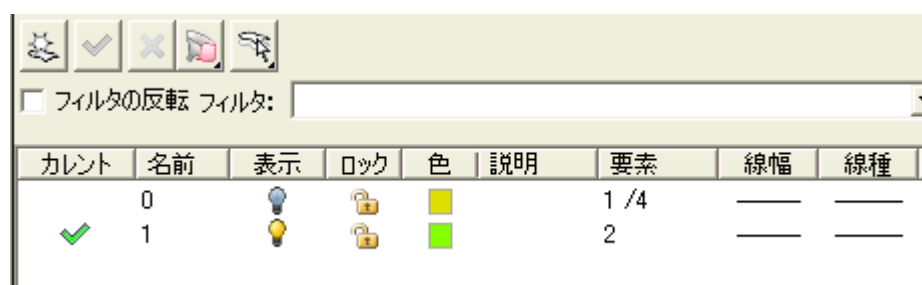 フィルタの反転 フィルタ:
カレント 名前 表示 ロック 色 説明 要素 線幅 線種
0 1 /4
1 2